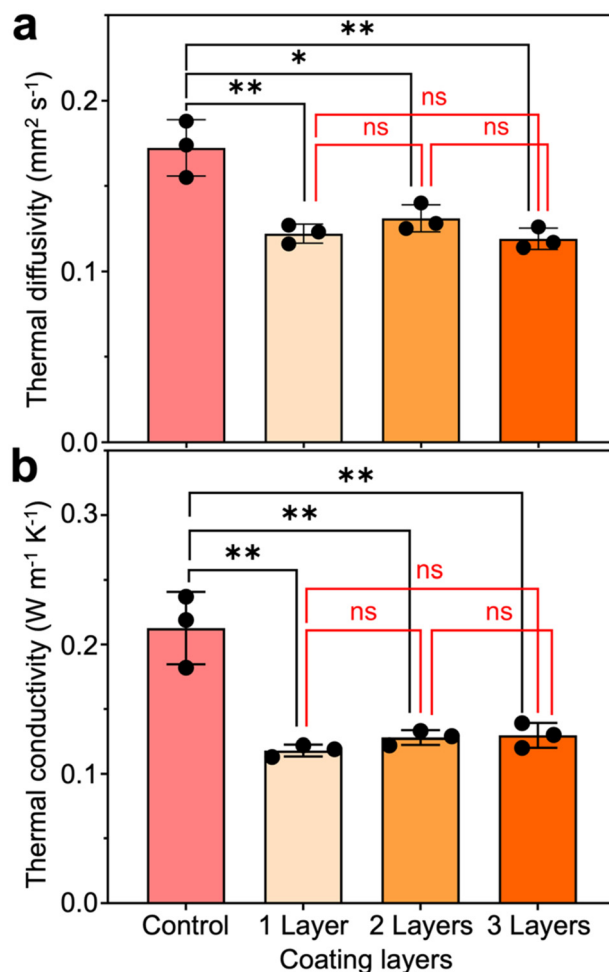 a
Thermal diffusivity (mm² s⁻¹)
0.2
0.1
0.0
**
*
**
ns
ns
ns
b
Thermal conductivity (W m⁻¹ K⁻¹)
0.3
0.2
0.1
0.0
**
**
**
ns
ns
ns
Control 1 Layer 2 Layers 3 Layers
Coating layers